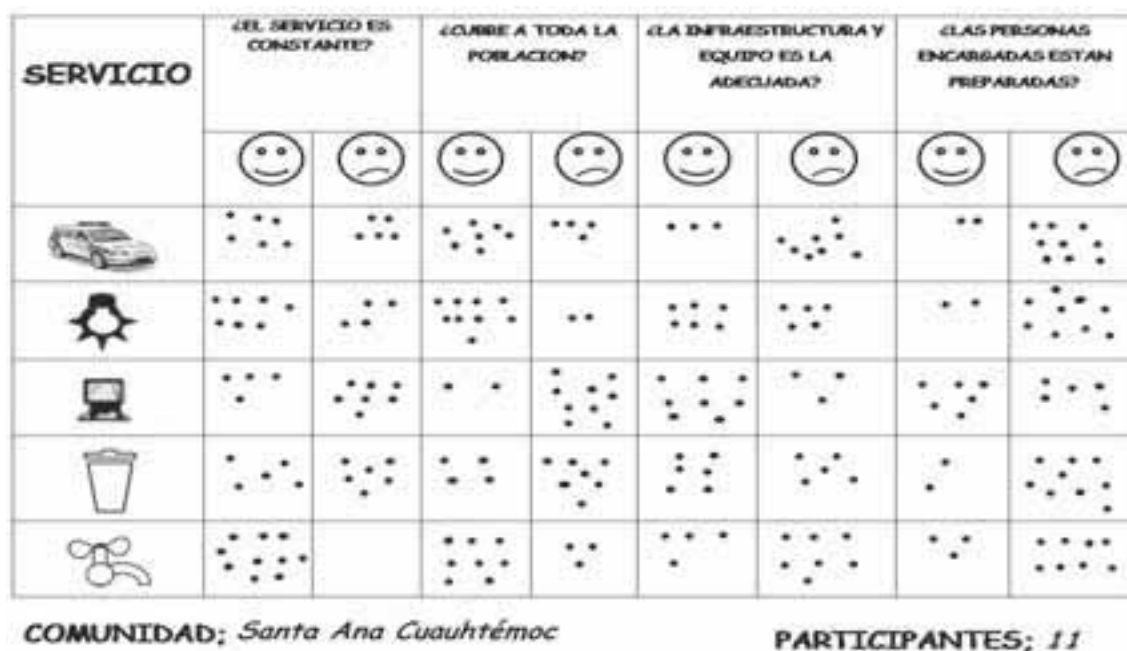 SERVICIO
¿EL SERVICIO ES
CONSTANTE?
¿CUBRE A TODA LA
POBLACION?
¿LA INFRAESTRUCTURA Y
EQUIPO ES LA
ADECUADA?
¿LAS PERSONAS
ENCARGADAS ESTAN
PREPARADAS?
COMUNIDAD; Santa Ana Cuauhtémoc
PARTICIPANTES; 11